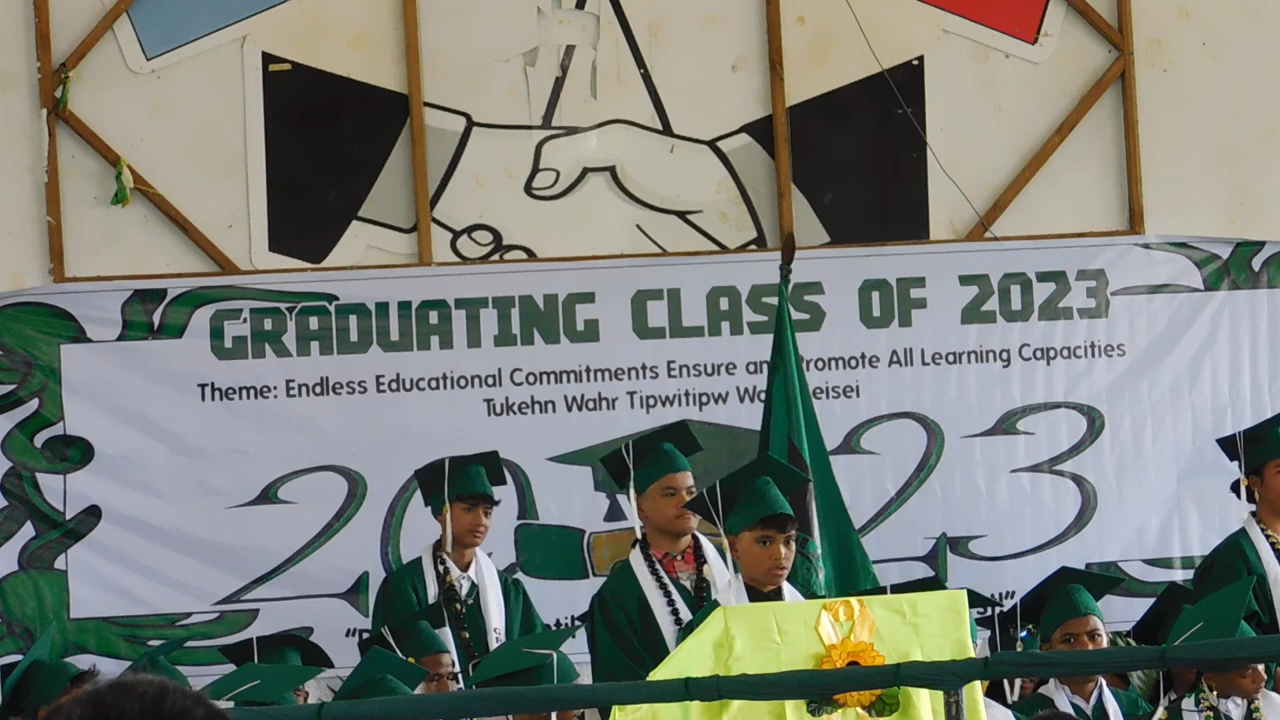 GRADUATING CLASS OF 2023
Theme: Endless Educational Commitments Ensure and Promote All Learning Capacities
Tukehn Wahr Tipwitipw
2023